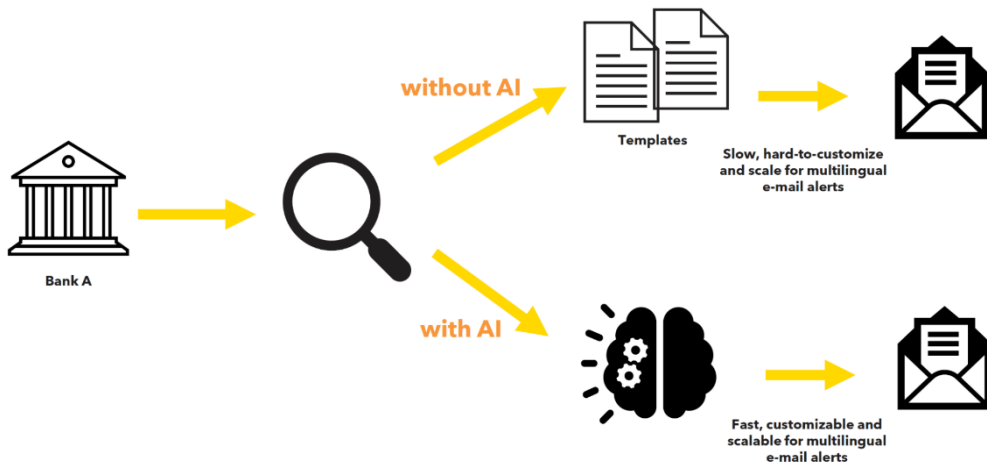 without AI
Templates
Slow, hard-to-customize
and scale for multilingual
e-mail alerts
Bank A
with AI
Fast, customizable and
scalable for multilingual
e-mail alerts